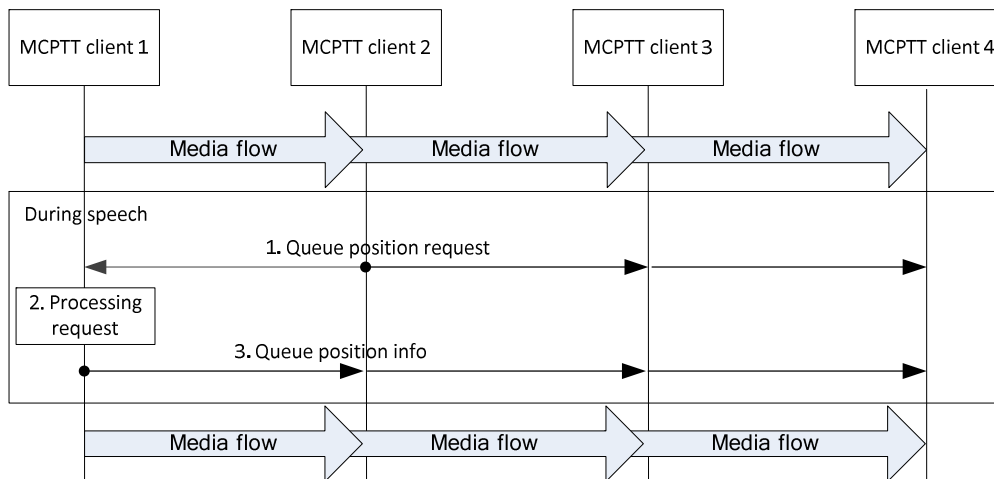 MCPTT client 1
MCPTT client 2
MCPTT client 3
MCPTT client 4
Media flow
Media flow
Media flow
During speech
1. Queue position request
2. Processing
request
3. Queue position info
Media flow
Media flow
Media flow